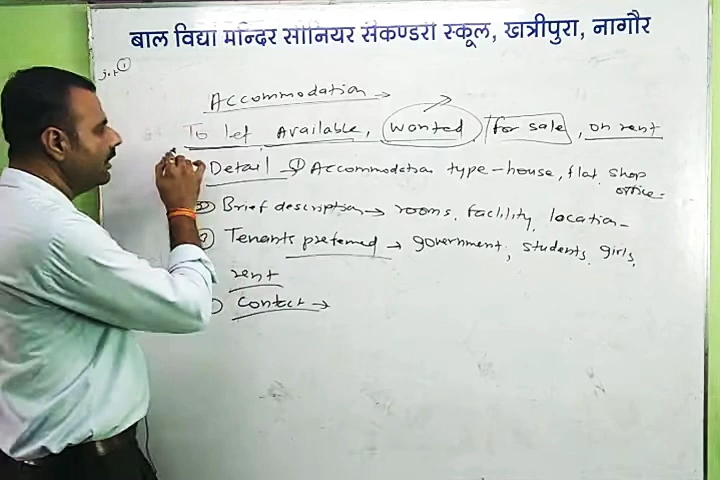 बाल विद्या मन्दिर सीनियर सैकण्डरी स्कूल, खत्रीपुरा, नागौर
Accommodation →
To let Available, Wanted for sale, on rent
Detail → ① Accommodation type - house, flat, shop
office
② Brief description → rooms, facility, location -
③ Tenants preferred → government, students, girls,
rent
Contact →